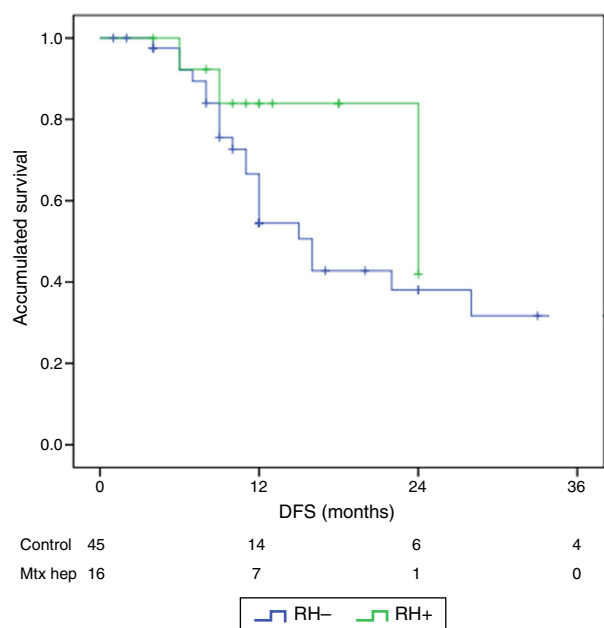 1.0
0.8
0.6
0.4
0.2
0.0
Accumulated survival
0 12 24 36
DFS (months)
Control 45 14 6 4
Mtx hep 16 7 1 0
RH– RH+